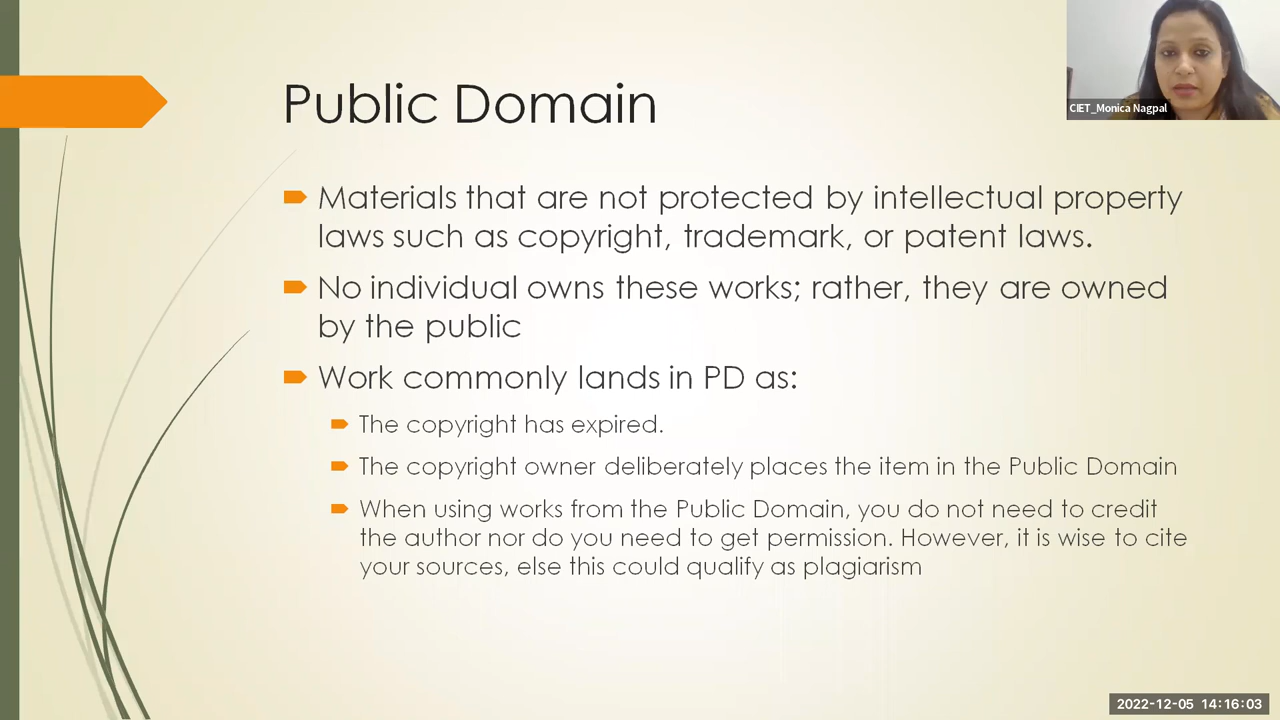 Public Domain
CIET_Monica Nagpal
Materials that are not protected by intellectual property
laws such as copyright, trademark, or patent laws.
No individual owns these works; rather, they are owned
by the public
Work commonly lands in PD as:
The copyright has expired.
The copyright owner deliberately places the item in the Public Domain
When using works from the Public Domain, you do not need to credit
the author nor do you need to get permission. However, it is wise to cite
your sources, else this could qualify as plagiarism
2022-12-05 14:16:03